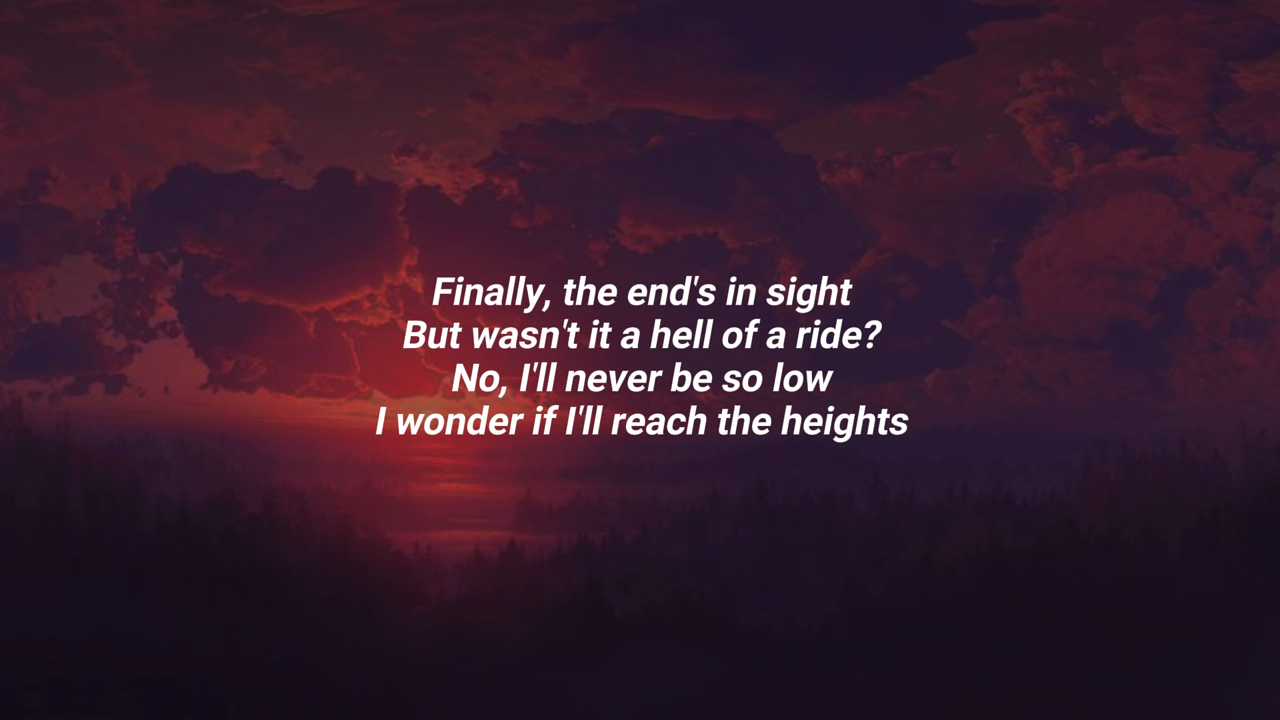 Finally, the end's in sight
But wasn't it a hell of a ride?
No, I'll never be so low
I wonder if I'll reach the heights